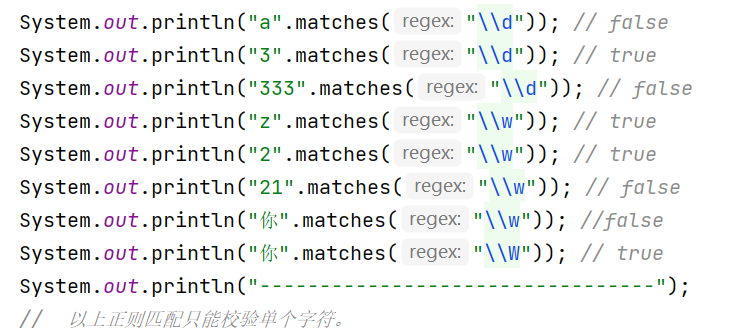 System.out.println("a".matches( regex: "\\d")); // false
System.out.println("3".matches( regex: "\\d")); // true
System.out.println("333".matches( regex: "\\d")); // false
System.out.println("z".matches( regex: "\\w")); // true
System.out.println("2".matches( regex: "\\w")); // true
System.out.println("21".matches( regex: "\\w")); // false
System.out.println("你".matches( regex: "\\w")); //false
System.out.println("你".matches( regex: "\\W")); // true
System.out.println("---------------------------------");
//  以上正则匹配只能校验单个字符。